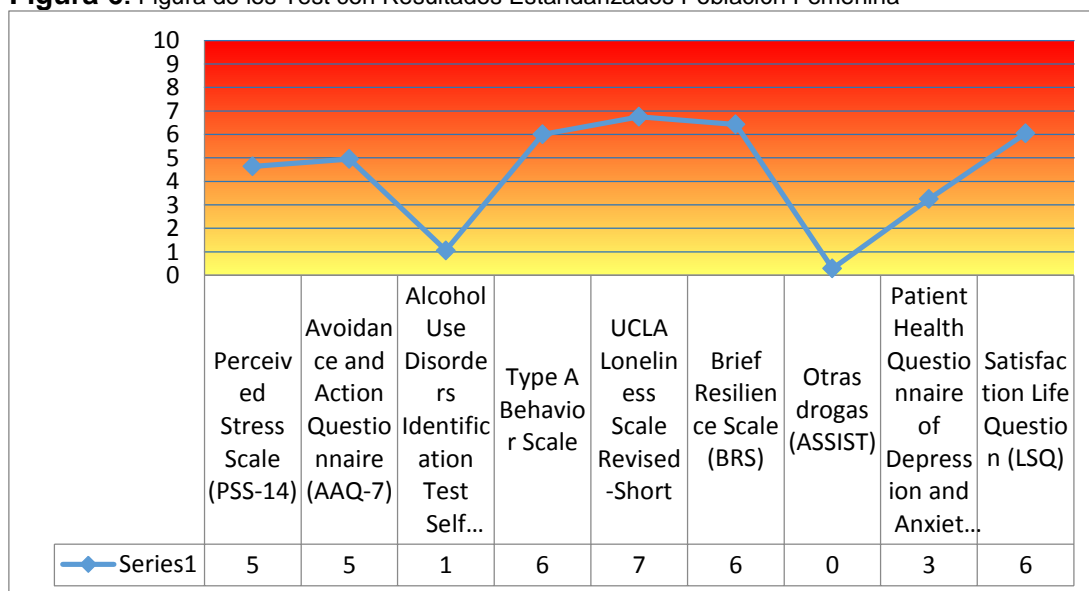 Figura de los Test con Resultados Estandarizados Población Femenina
10
9
8
7
6
5
4
3
2
1
0
Perceiv
ed
Stress
Scale
(PSS-14)
Avoidan
ce and
Action
Questio
nnaire
(AAQ-7)
Alcohol
Use
Disorde
rs
Identific
ation
Test
Self...
Type A
Behavio
r Scale
UCLA
Lonelin
ess
Scale
Revised
-Short
Brief
Resilien
ce Scale
(BRS)
Otras
drogas
(ASSIST)
Patient
Health
Questio
nnaire
of
Depress
ion and
Anxiet...
Satisfac
tion Life
Questio
n (LSQ)
Series1 5 5 1 6 7 6 0 3 6